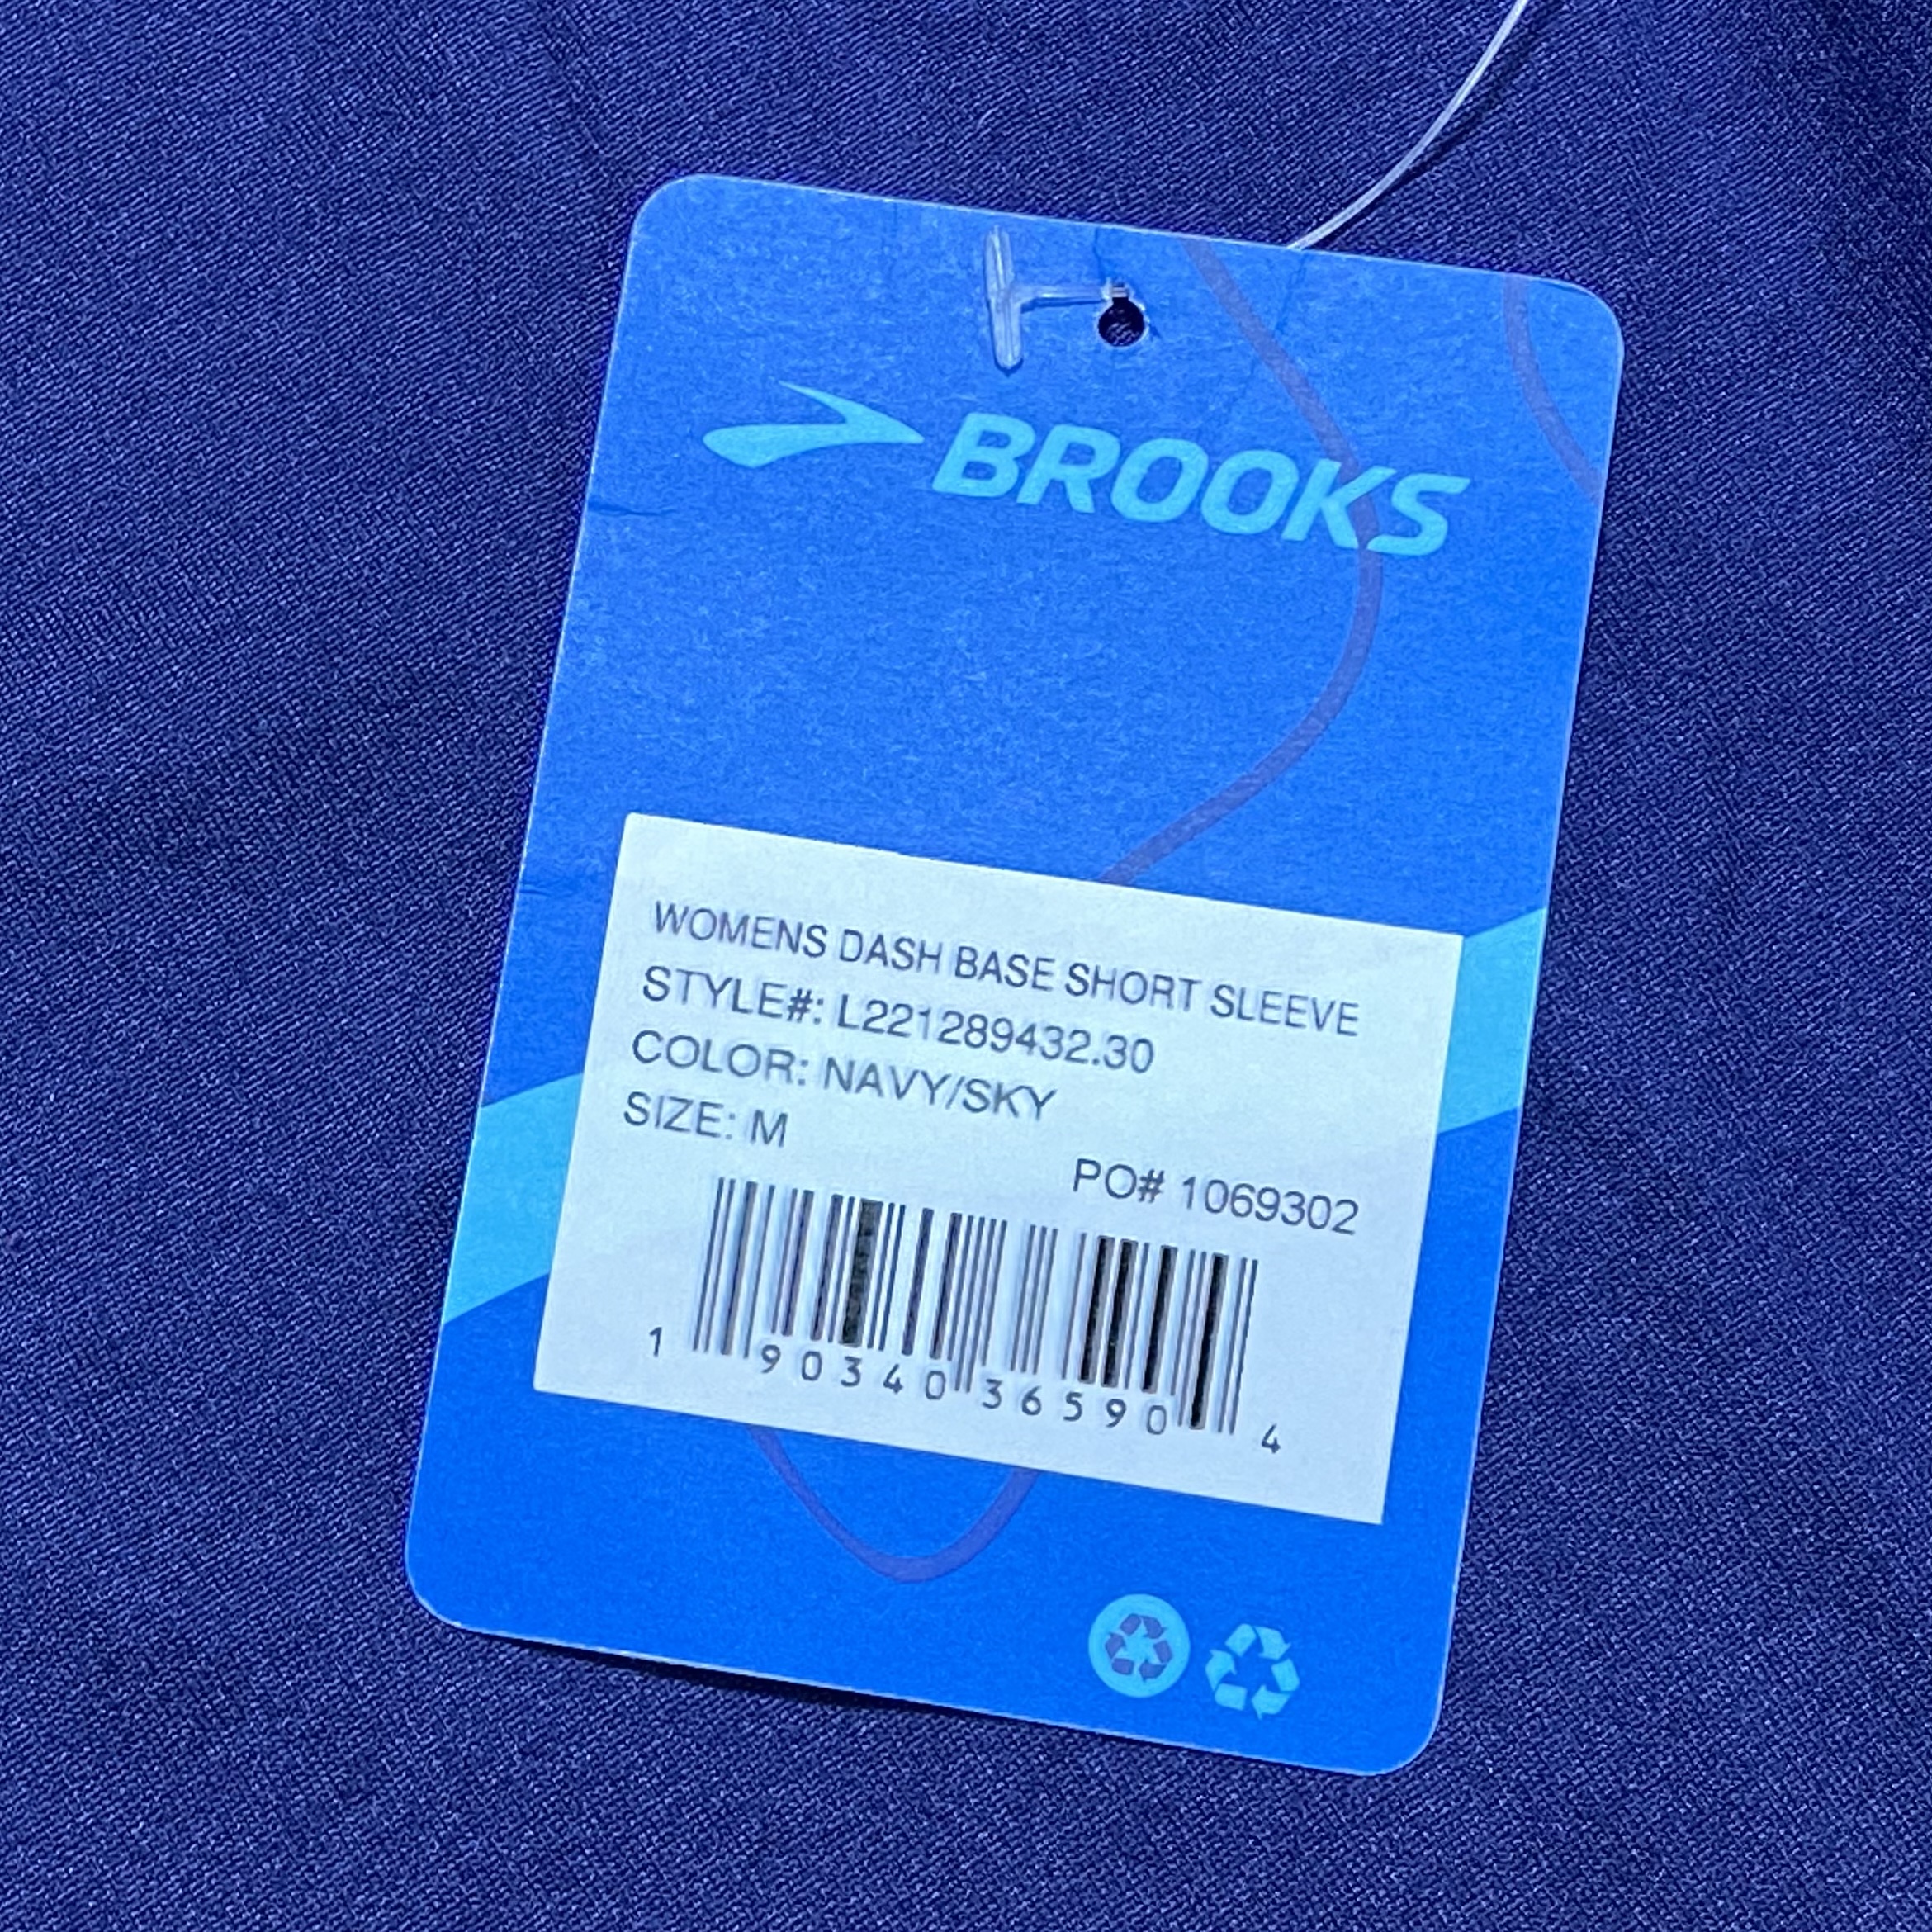 BROOKS
WOMENS DASH BASE SHORT SLEEVE
STYLE#: L221289432.30
COLOR: NAVY/SKY
SIZE: M
PO# 1069302
1 90340 36590 4